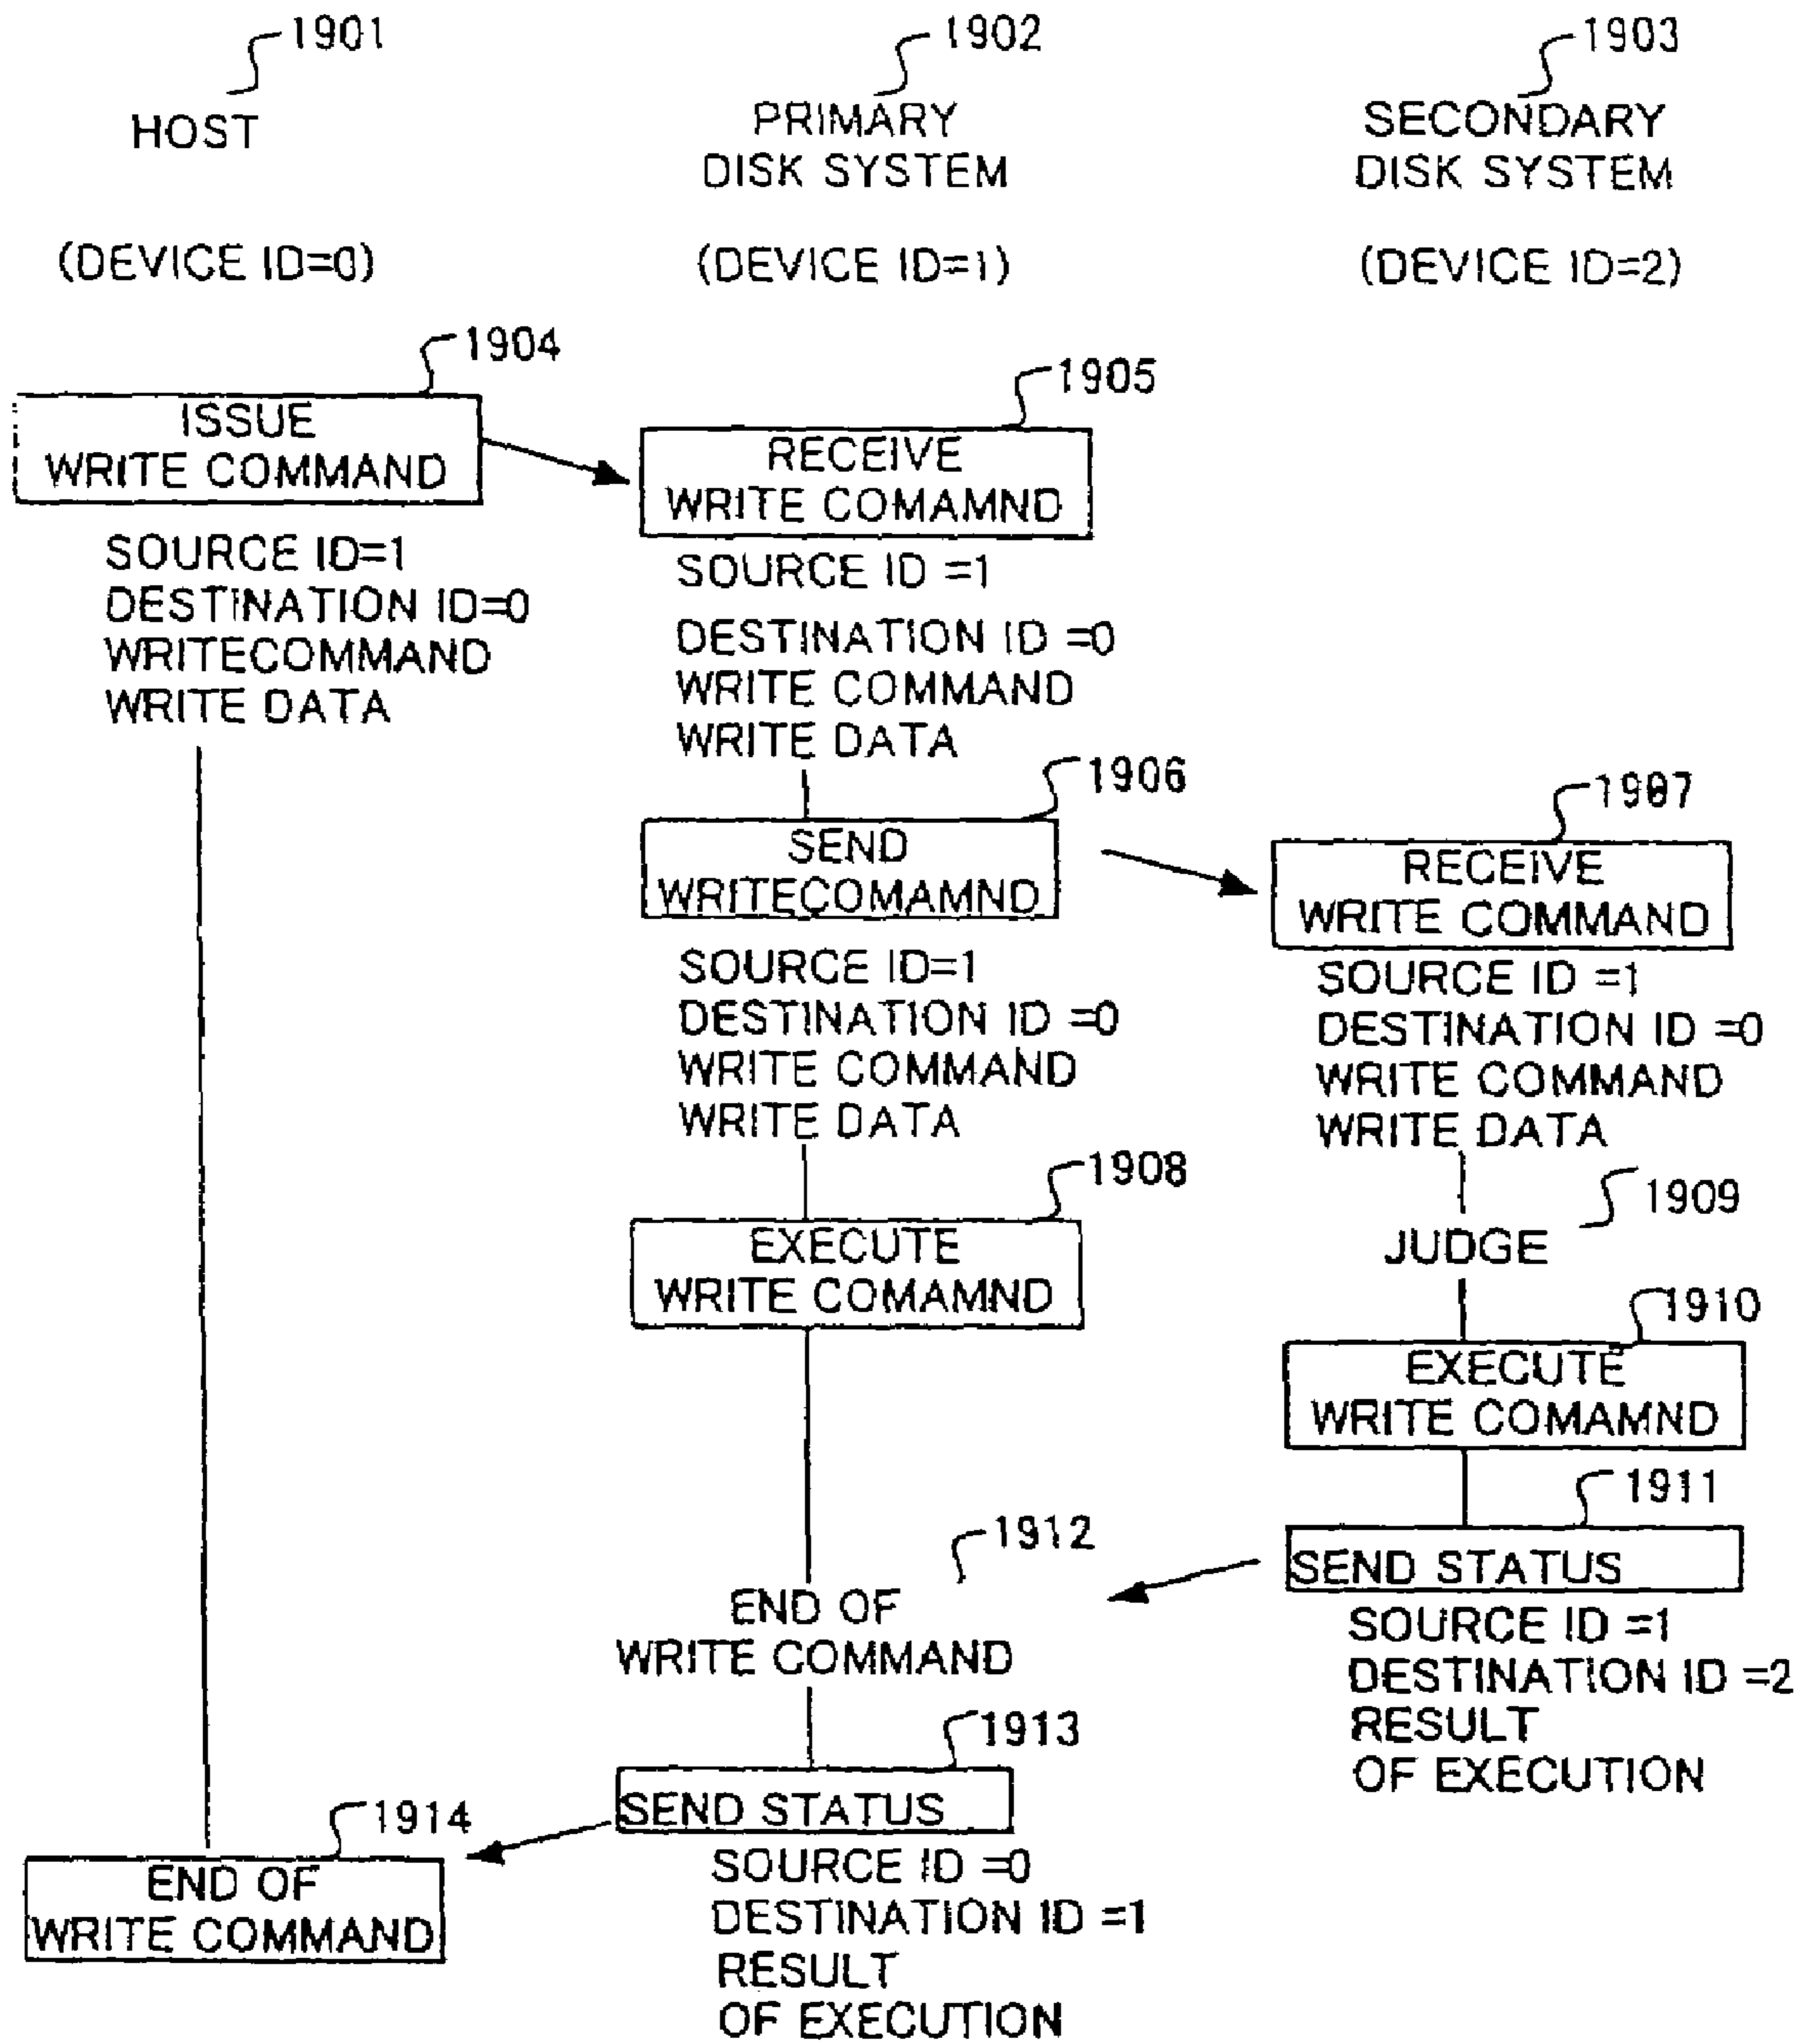 1901
HOST
(DEVICE ID=0)
1902
PRIMARY
DISK SYSTEM
(DEVICE ID=1)
1903
SECONDARY
DISK SYSTEM
(DEVICE ID=2)
1904
ISSUE
WRITE COMMAND
SOURCE ID=1
DESTINATION ID=0
WRITECOMMAND
WRITE DATA
1905
RECEIVE
WRITE COMAMND
SOURCE ID =1
DESTINATION ID =0
WRITE COMMAND
WRITE DATA
1906
SEND
WRITECOMAMND
SOURCE ID=1
DESTINATION ID =0
WRITE COMMAND
WRITE DATA
1907
RECEIVE
WRITE COMMAND
SOURCE ID =1
DESTINATION ID =0
WRITE COMMAND
WRITE DATA
1908
EXECUTE
WRITE COMAMND
1909
JUDGE
1910
EXECUTE
WRITE COMAMND
1911
SEND STATUS
SOURCE ID =1
DESTINATION ID =2
RESULT
OF EXECUTION
1912
END OF
WRITE COMMAND
1913
SEND STATUS
SOURCE ID =0
DESTINATION ID =1
RESULT
OF EXECUTION
1914
END OF
WRITE COMMAND